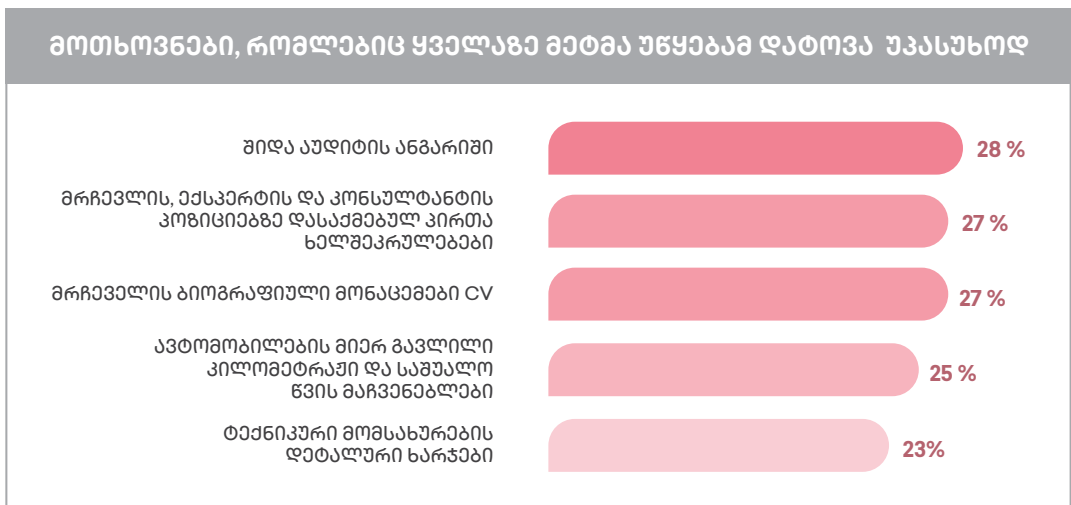 მოთხოვნები, რომლებიც ყველაზე მეტმა უწყებამ დატოვა უპასუხოდ
შიდა აუდიტის ანგარიში
28 %
მრჩევლის, ექსპერტის და კონსულტანტის
პოზიციებზე დასაქმებულ პირთა
ხელშეკრულებები
27 %
მრჩეველის ბიოგრაფიული მონაცემები CV
27 %
ავტომობილების მიერ გავლილი
კილომეტრაჟი და საშუალო
წვის მაჩვენებლები
25 %
ტექნიკური მომსახურების
დეტალური ხარჯები
23%